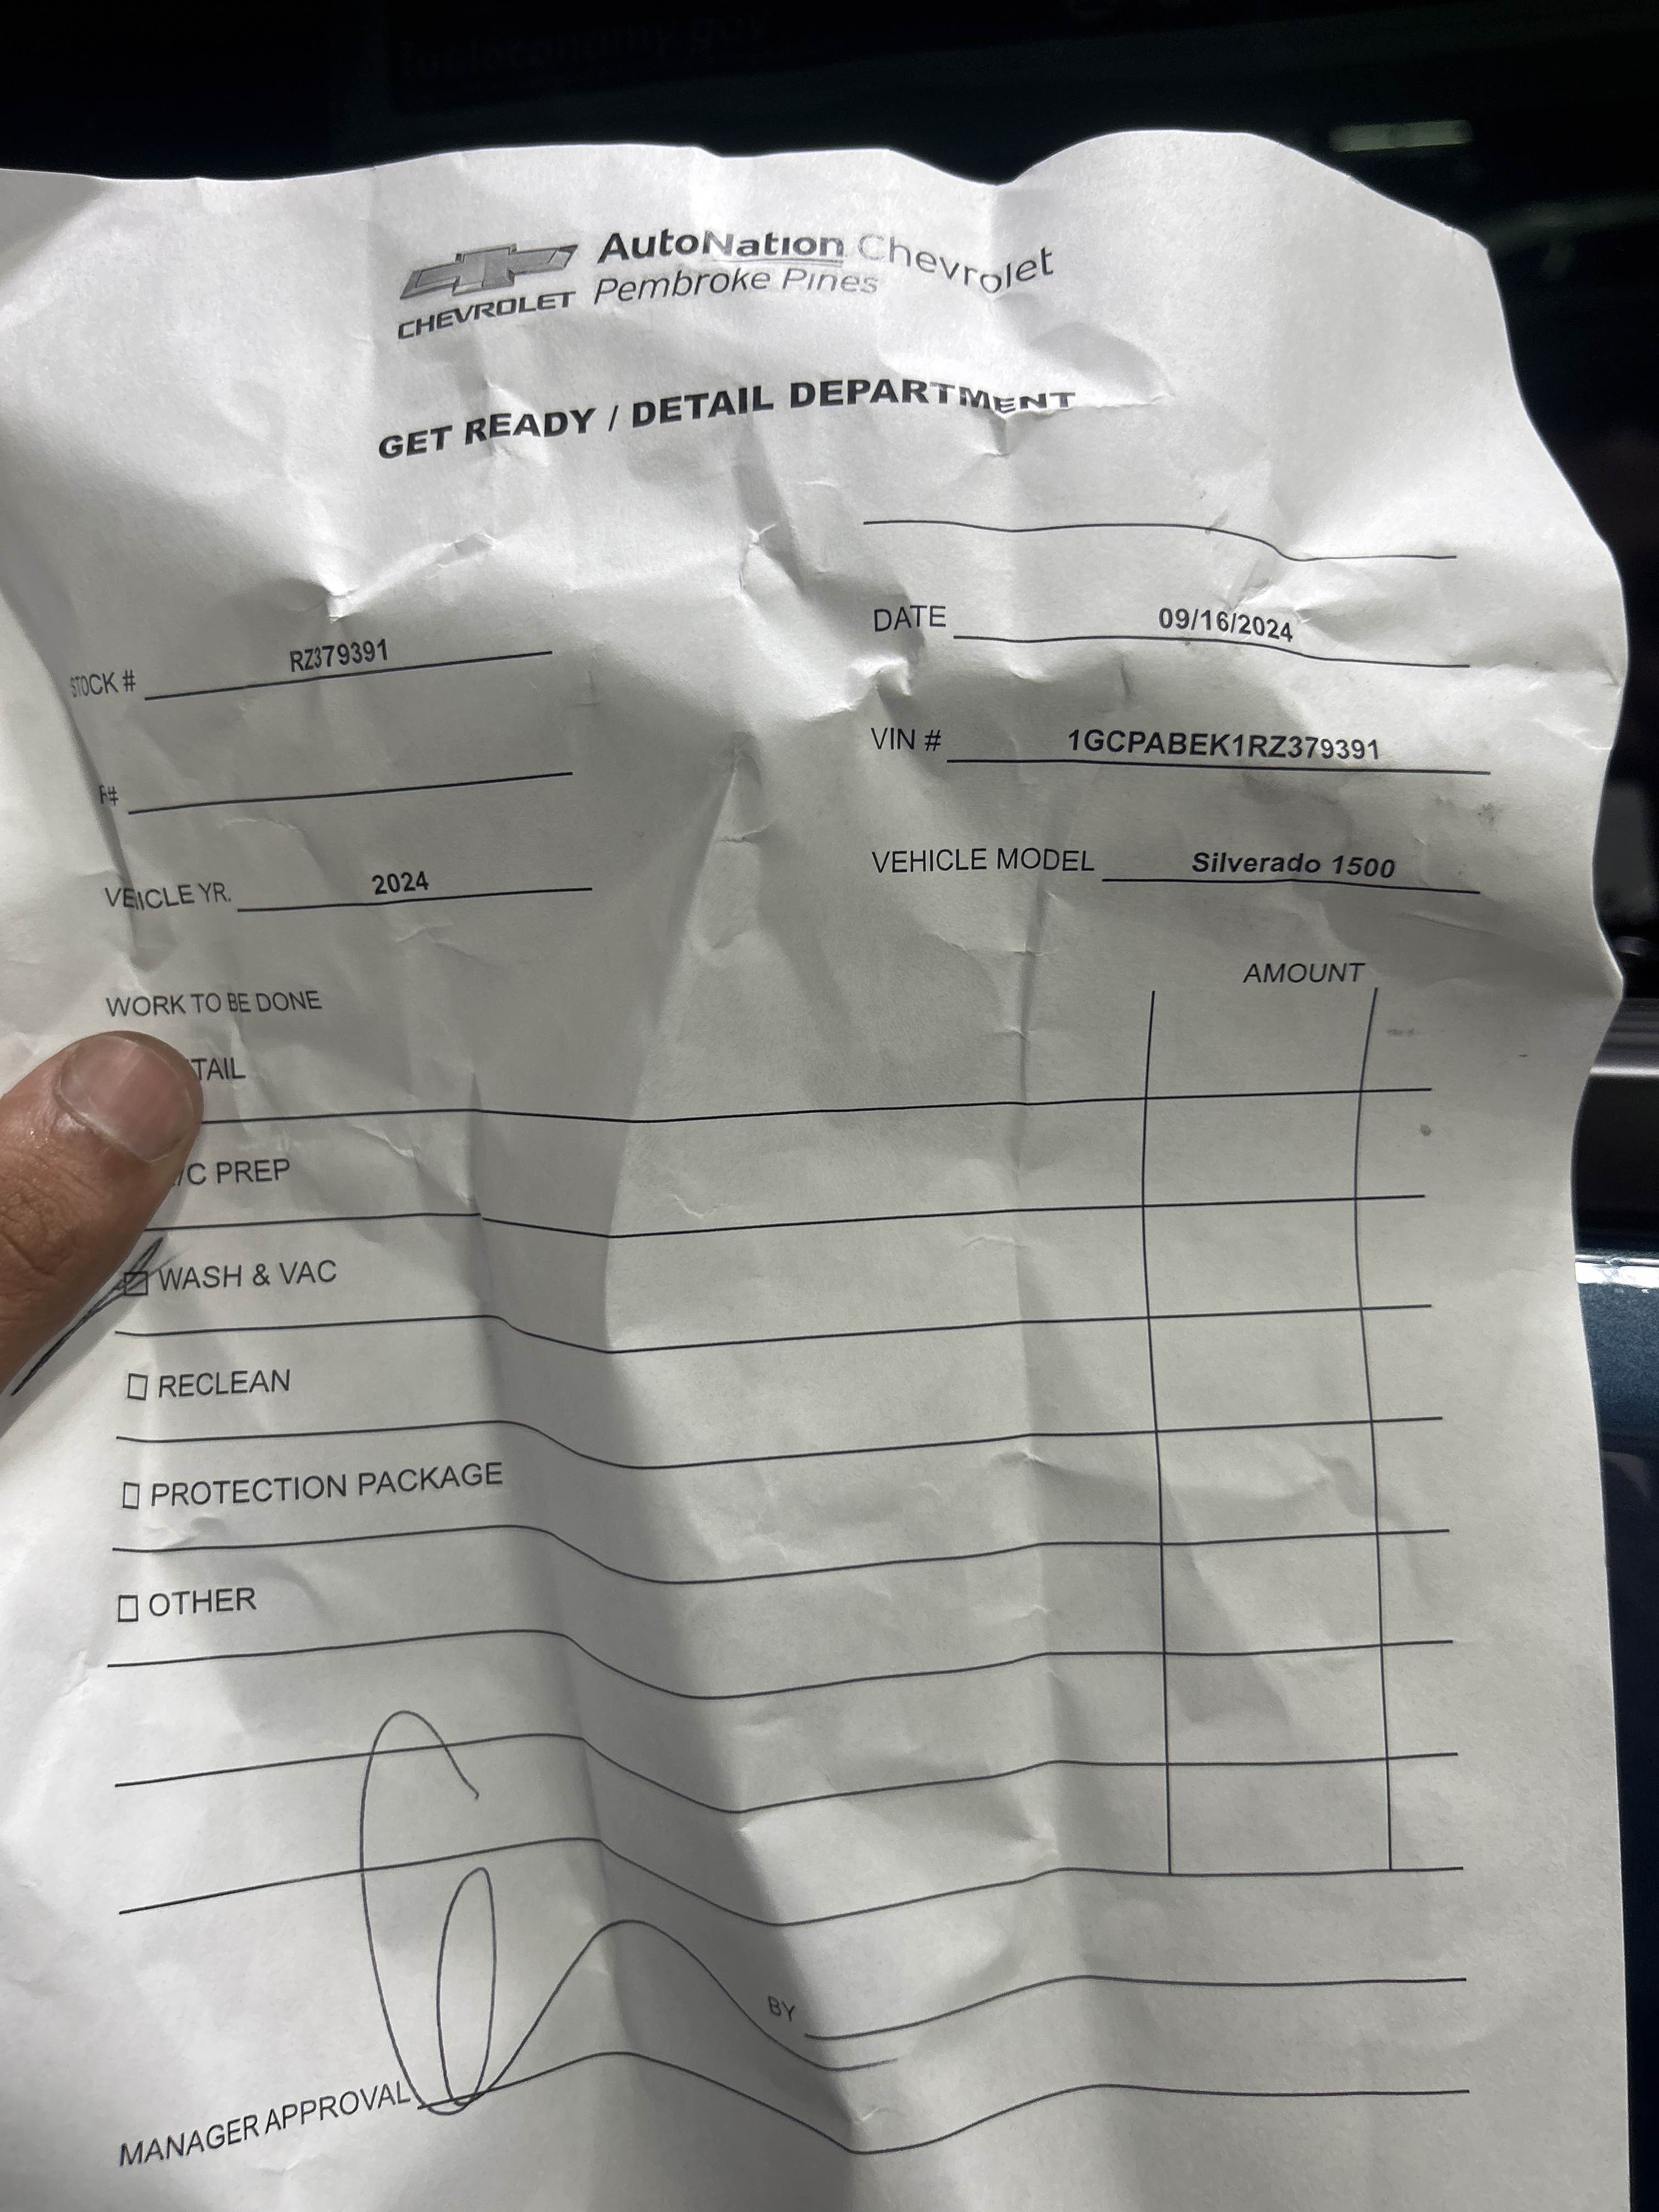 AutoNation Chevrolet
CHEVROLET Pembroke Pines
GET READY / DETAIL DEPARTMENT
DATE 09/16/2024
STOCK # RZ379391
VIN # 1GCPABEK1RZ379391
VEHICLE MODEL Silverado 1500
VEHICLE YR. 2024
AMOUNT
WORK TO BE DONE
TAIL
/C PREP
WASH & VAC
RECLEAN
PROTECTION PACKAGE
OTHER
BY
MANAGER APPROVAL